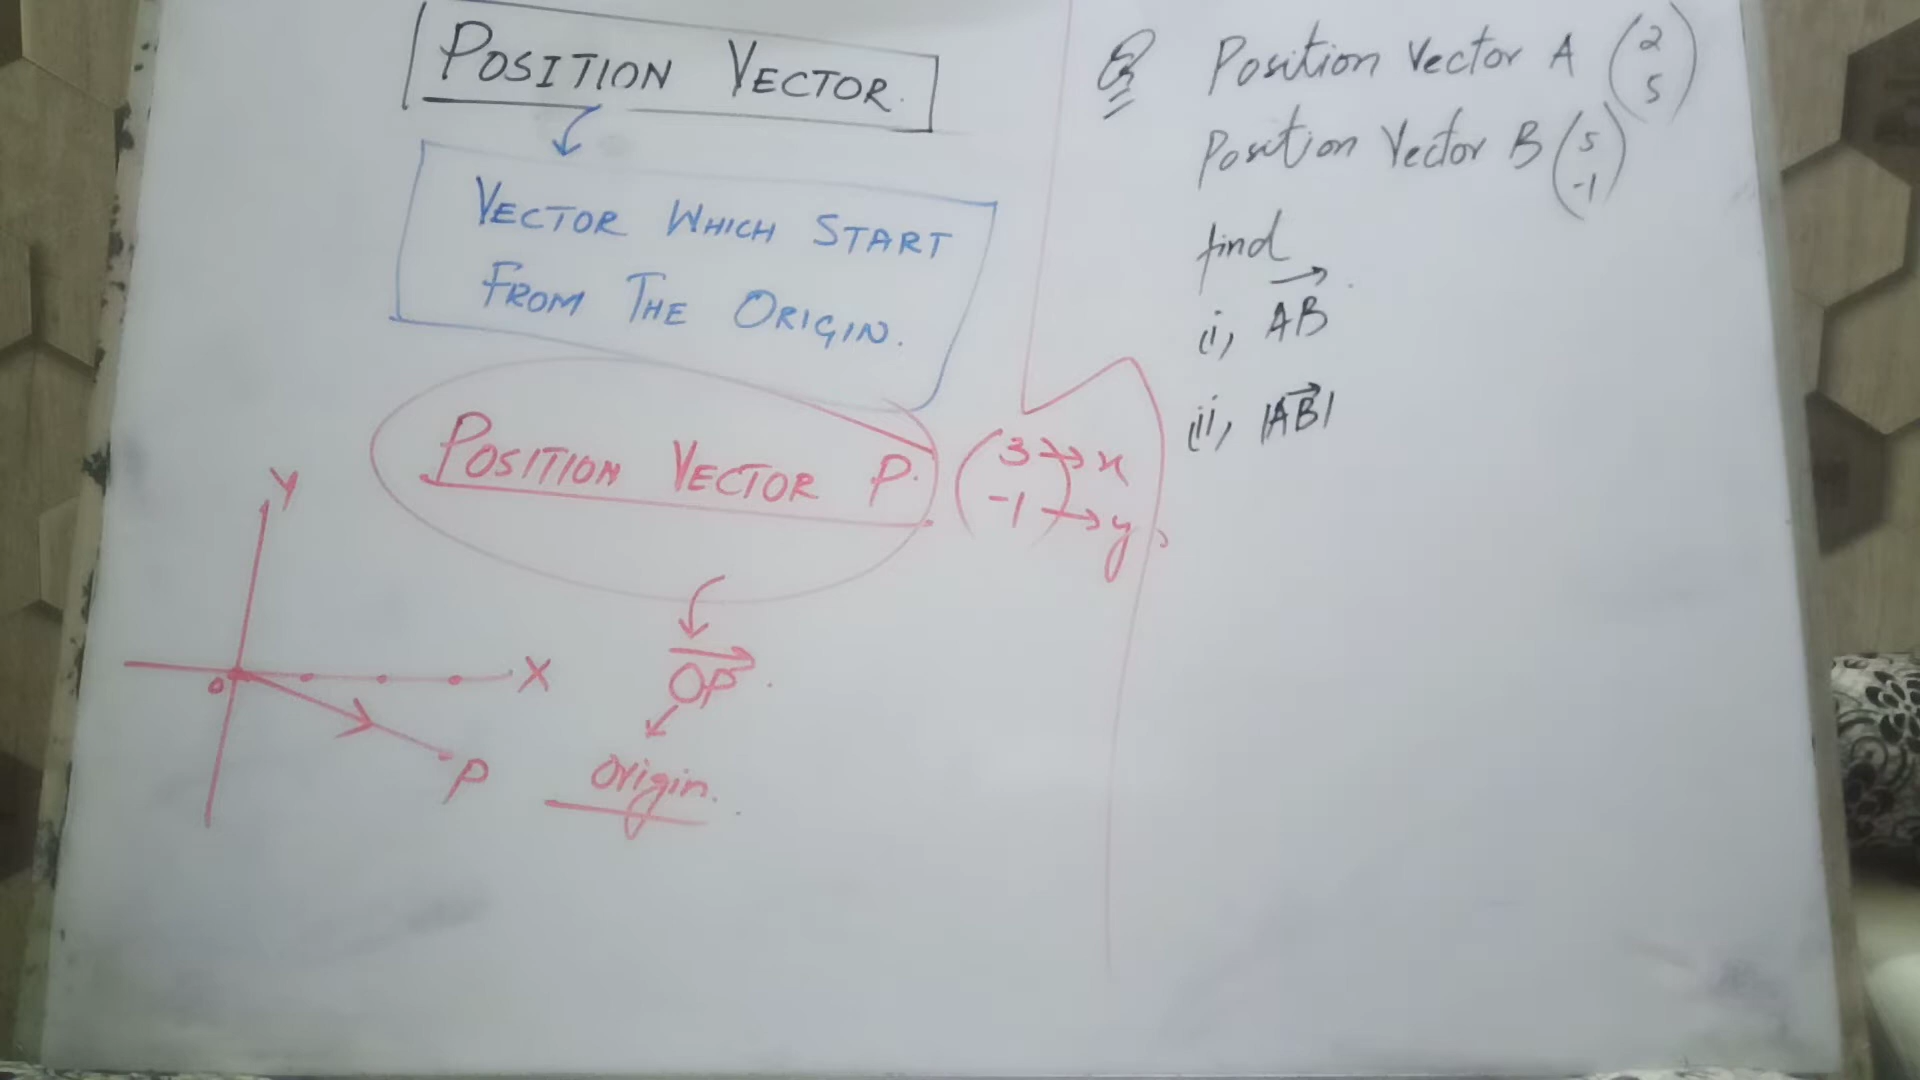 POSITION VECTOR.
VECTOR WHICH START
FROM THE ORIGIN.
POSITION VECTOR P. (3 → x
-1) → y,
Y
X
o
P
OP.
Origin.
Q Position Vector A (2
5)
Position Vector B (5
-1)
find
(i), AB.
(ii), |AB|